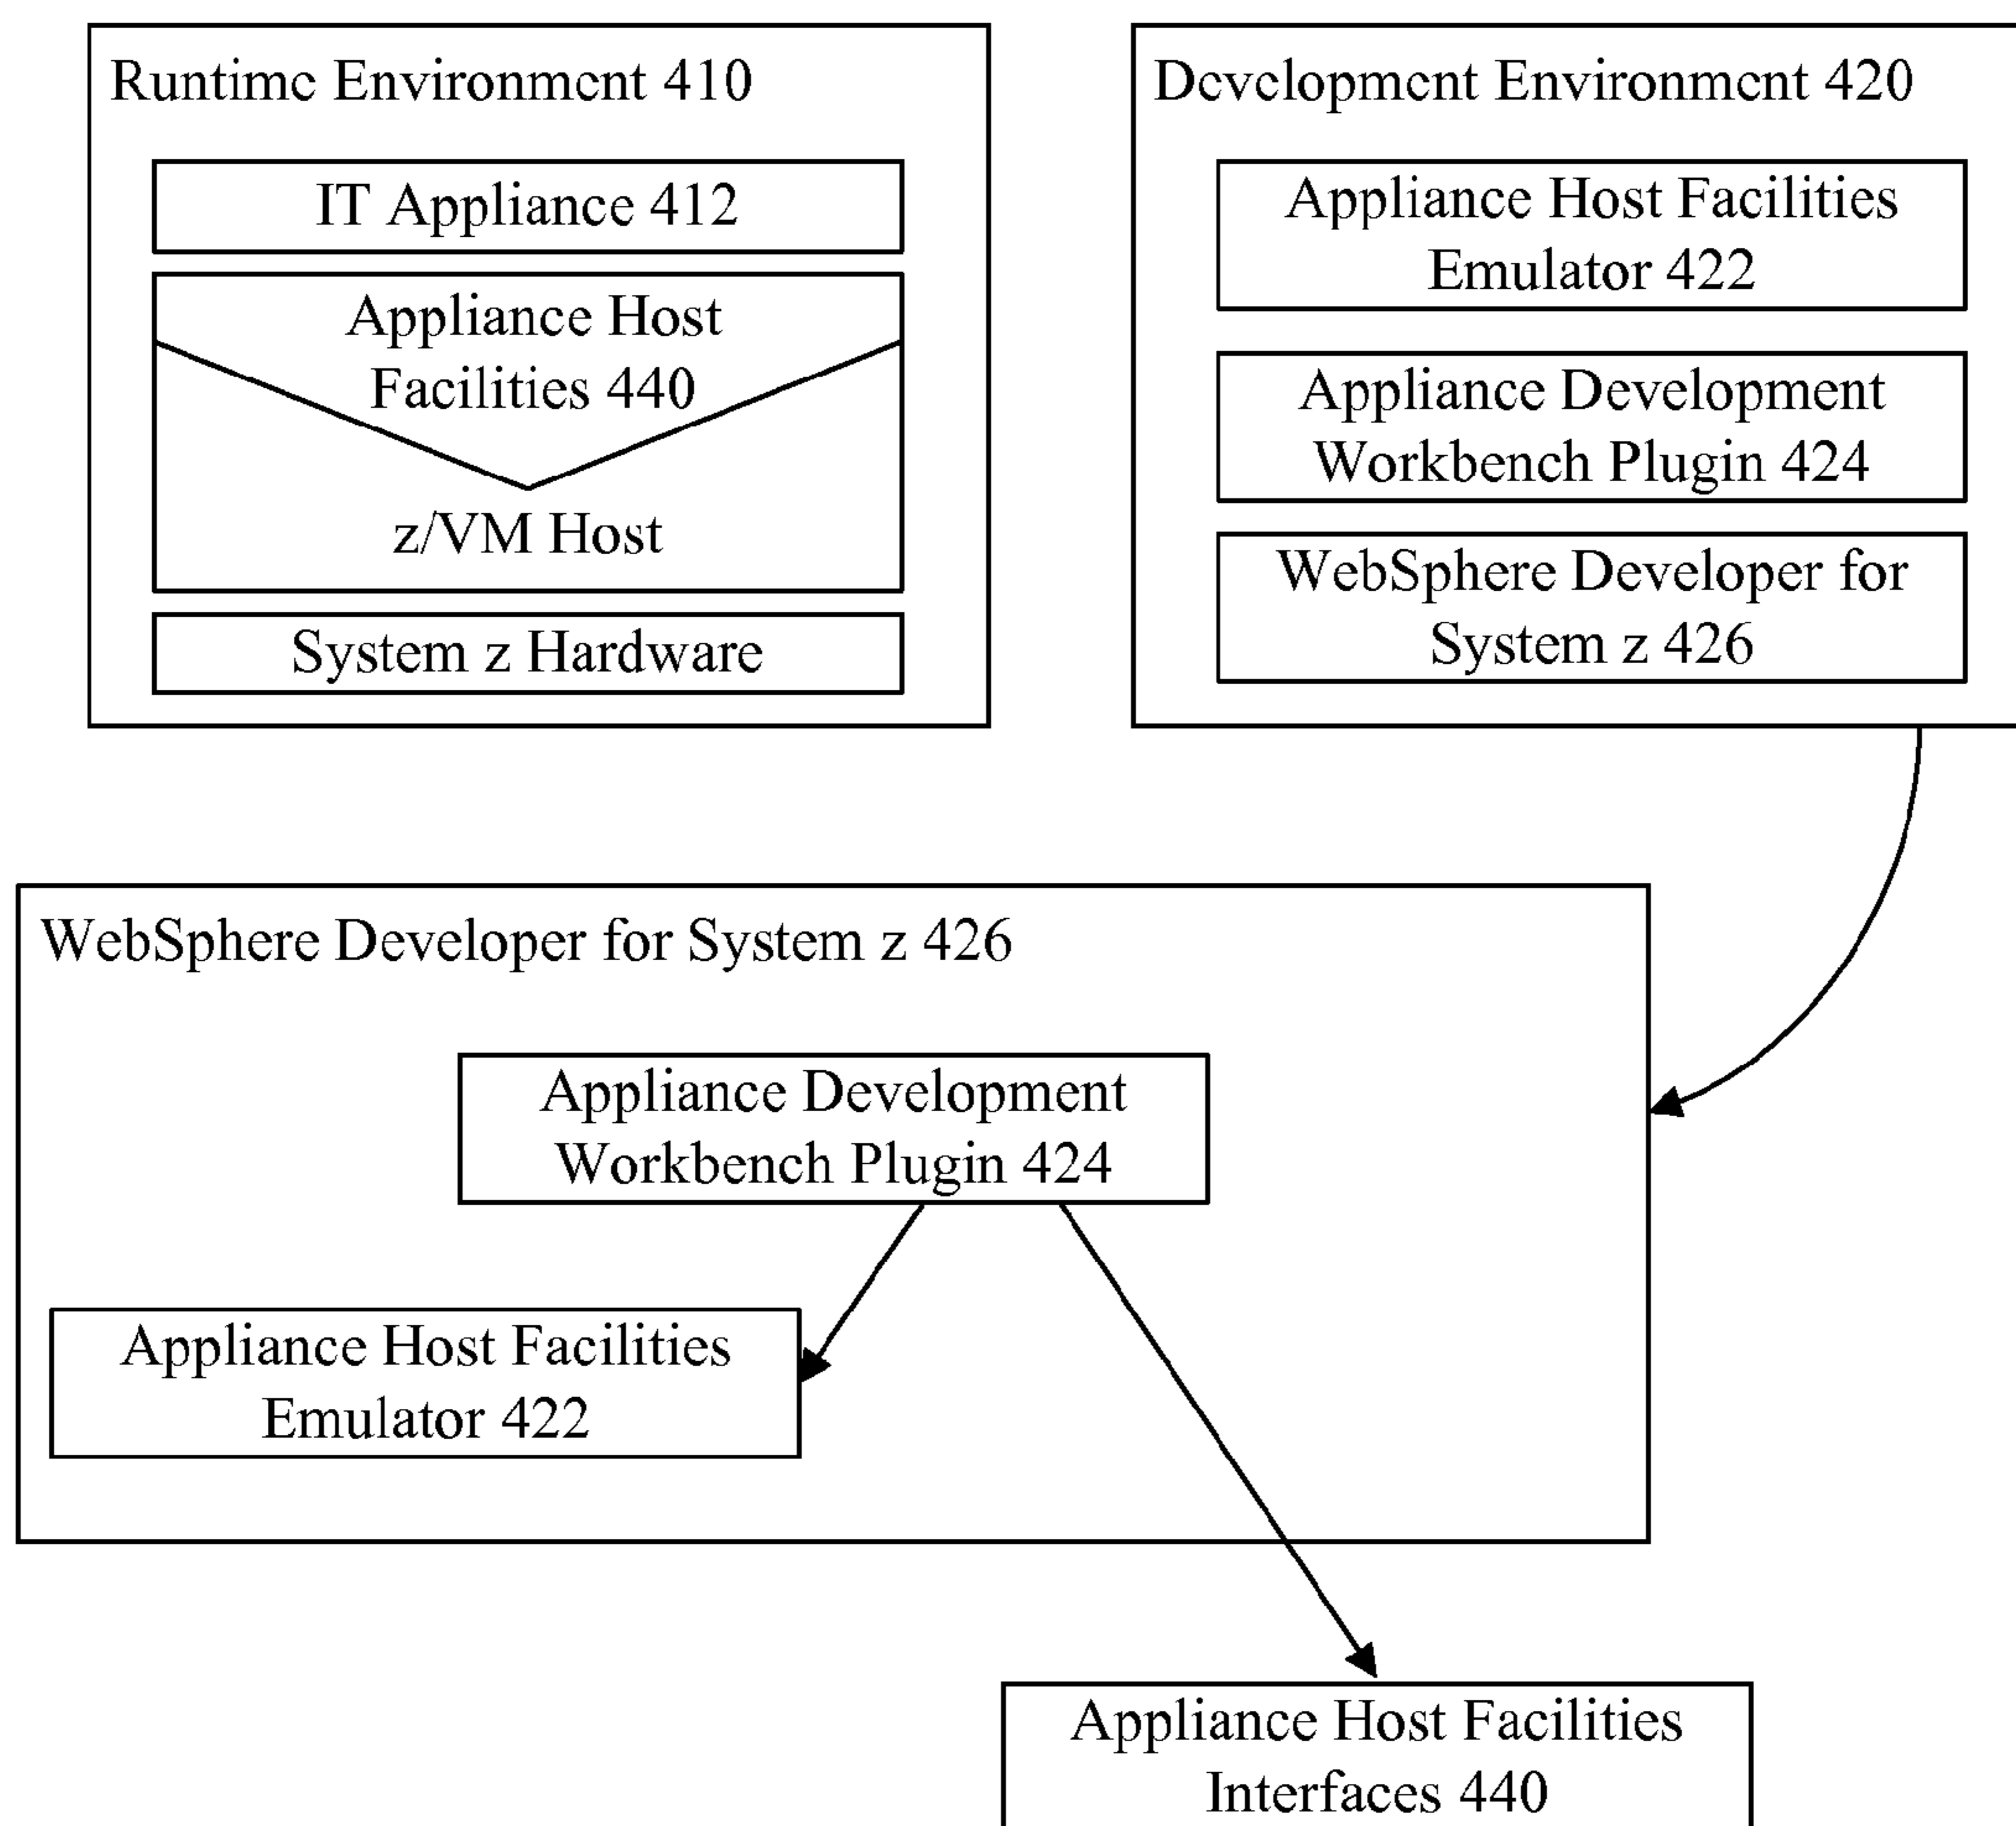 Runtime Environment 410
IT Appliance 412
Appliance Host
Facilities 440
z/VM Host
System z Hardware
Development Environment 420
Appliance Host Facilities
Emulator 422
Appliance Development
Workbench Plugin 424
WebSphere Developer for
System z 426
WebSphere Developer for System z 426
Appliance Development
Workbench Plugin 424
Appliance Host Facilities
Emulator 422
Appliance Host Facilities
Interfaces 440